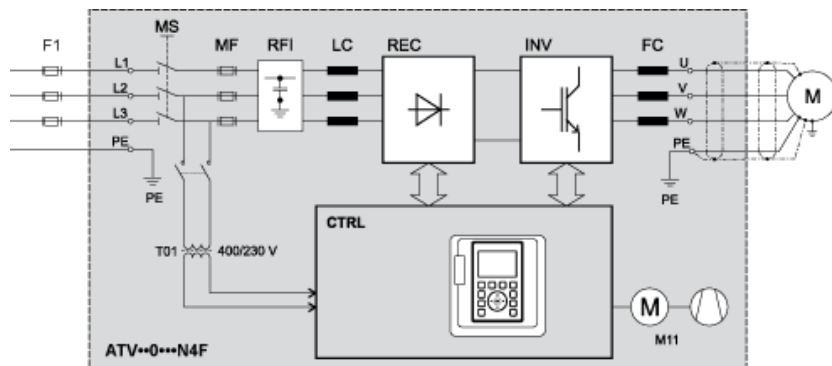 F1
MS
MF
RFI
LC
REC
INV
FC
L1
L2
L3
PE
PE
U
V
W
PE
PE
M
T01
400/230 V
CTRL
M
M11
ATV••0•••N4F